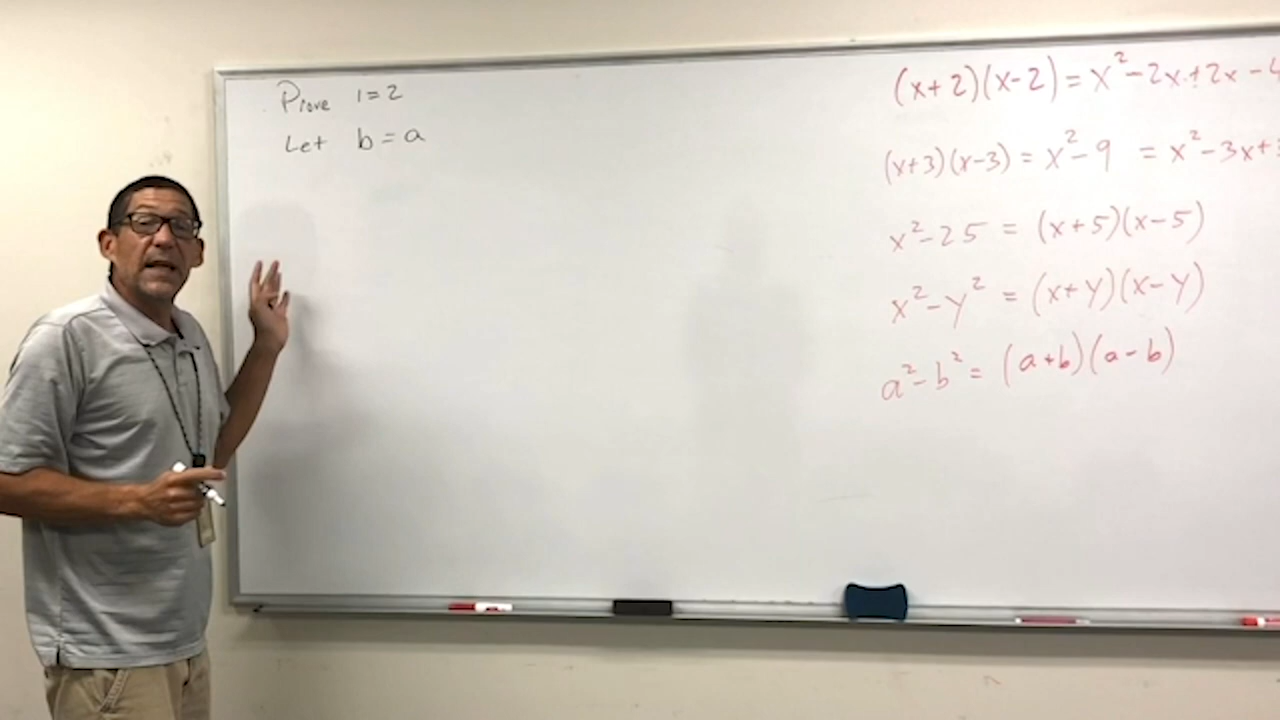 Prove 1=2
Let b=a
(x+2)(x-2)=x²-2x+2x-4
(x+3)(x-3)=x²-9 =x²-3x+3
x²-25 = (x+5)(x-5)
x²-y² = (x+y)(x-y)
a²-b² = (a+b)(a-b)